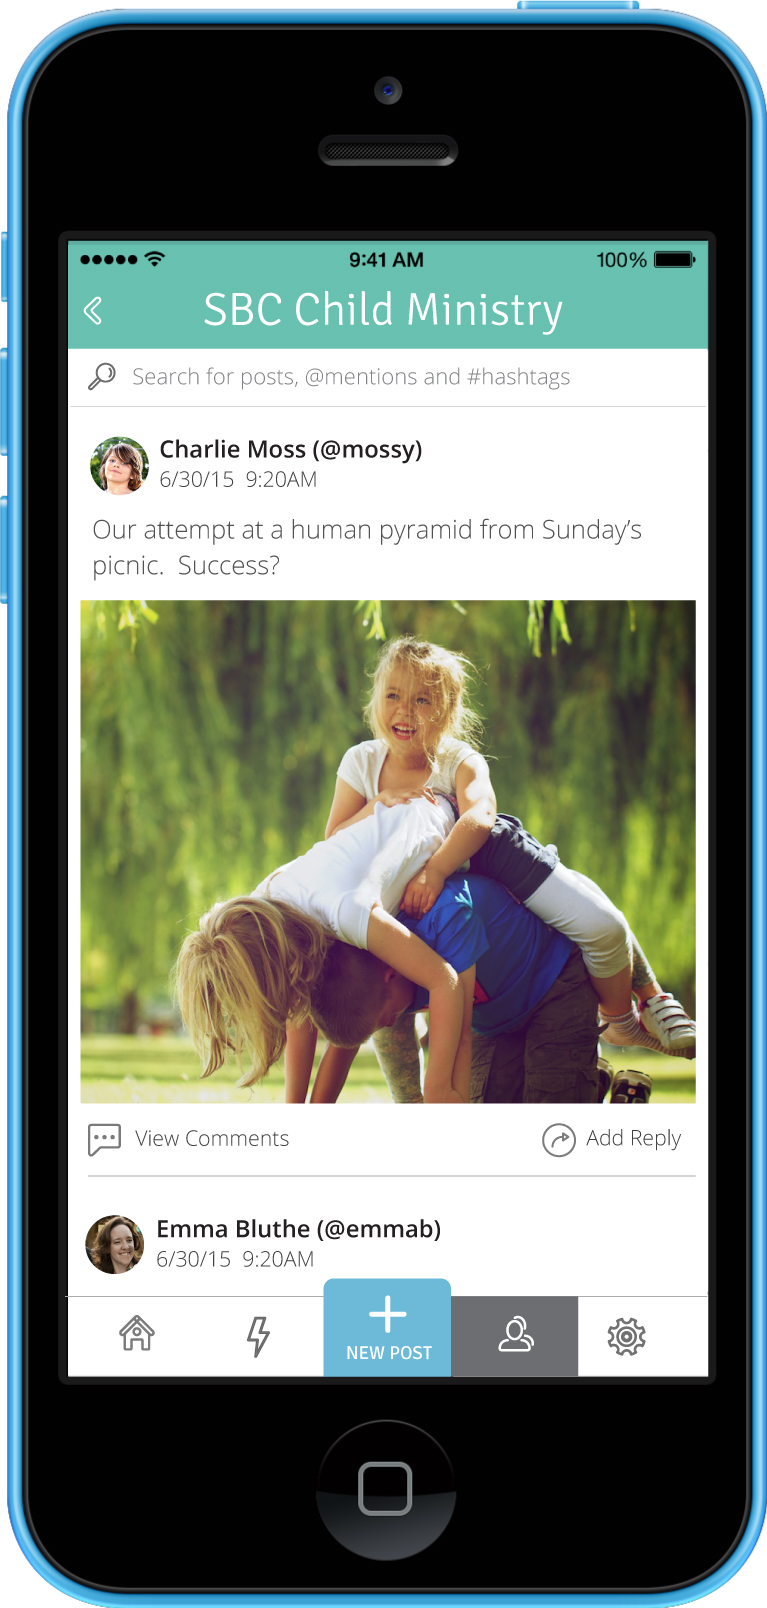 9:41 AM
100%
SBC Child Ministry
Search for posts, @mentions and #hashtags
Charlie Moss (@mossy)
6/30/15 9:20AM
Our attempt at a human pyramid from Sunday's
picnic. Success?
View Comments
Add Reply
Emma Bluthe (@emmab)
6/30/15 9:20AM
NEW POST